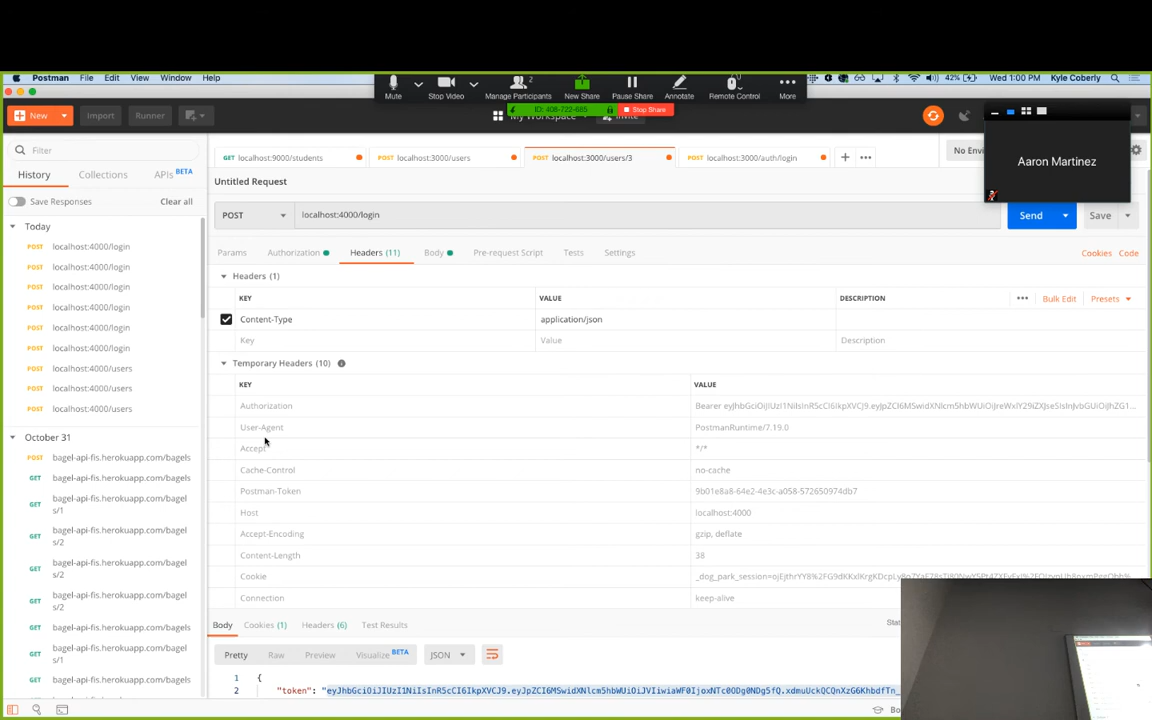 Postman File Edit View Window Help
42% Wed 1:00 PM Kyle Coberly
Mute Stop Video Manage Participants 2 New Share Pause Share Annotate Remote Control More
ID: 408-722-665 Stop Share
New Import Runner My Workspace Invite
Aaron Martinez
Filter
GET localhost:9000/students POST localhost:3000/users POST localhost:3000/users/3 POST localhost:3000/auth/login
History Collections APIs BETA
Untitled Request
Save Responses Clear all
POST localhost:4000/login Send Save
Today
POST localhost:4000/login
POST localhost:4000/login
POST localhost:4000/login
POST localhost:4000/login
POST localhost:4000/login
POST localhost:4000/login
POST localhost:4000/users
POST localhost:4000/users
POST localhost:4000/users
October 31
POST bagel-api-fis.herokuapp.com/bagels
GET bagel-api-fis.herokuapp.com/bagels
GET bagel-api-fis.herokuapp.com/bagel
s/1
GET bagel-api-fis.herokuapp.com/bagel
s/2
GET bagel-api-fis.herokuapp.com/bagel
s/2
GET bagel-api-fis.herokuapp.com/bagel
s/2
GET bagel-api-fis.herokuapp.com/bagels
GET bagel-api-fis.herokuapp.com/bagel
s/1
GET bagel-api-fis.herokuapp.com/bagels
Params Authorization Headers (11) Body Pre-request Script Tests Settings Cookies Code
Headers (1)
KEY VALUE DESCRIPTION Bulk Edit Presets
Content-Type application/json
Key Value Description
Temporary Headers (10)
KEY VALUE
Authorization Bearer
User-Agent PostmanRuntime/7.19.0
Accept */*
Cache-Control no-cache
Postman-Token 9b01e8a8-64e2-4e3c-a058-572650974db7
Host localhost:4000
Accept-Encoding gzip, deflate
Content-Length 38
Cookie
Connection keep-alive
Body Cookies (1) Headers (6) Test Results
Pretty Raw Preview Visualize BETA JSON
1 {
2 "token":